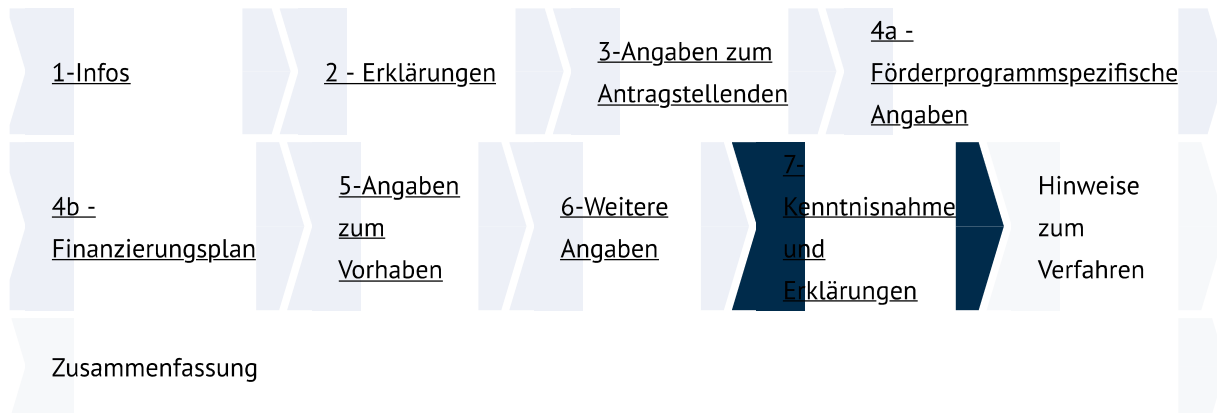 1-Infos
2 - Erklärungen
3-Angaben zum
Antragstellenden
4a -
Förderprogrammspezifische
Angaben
4b -
Finanzierungsplan
5-Angaben
zum
Vorhaben
6-Weitere
Angaben
7-
Kenntnisnahme
und
Erklärungen
Hinweise
zum
Verfahren
Zusammenfassung